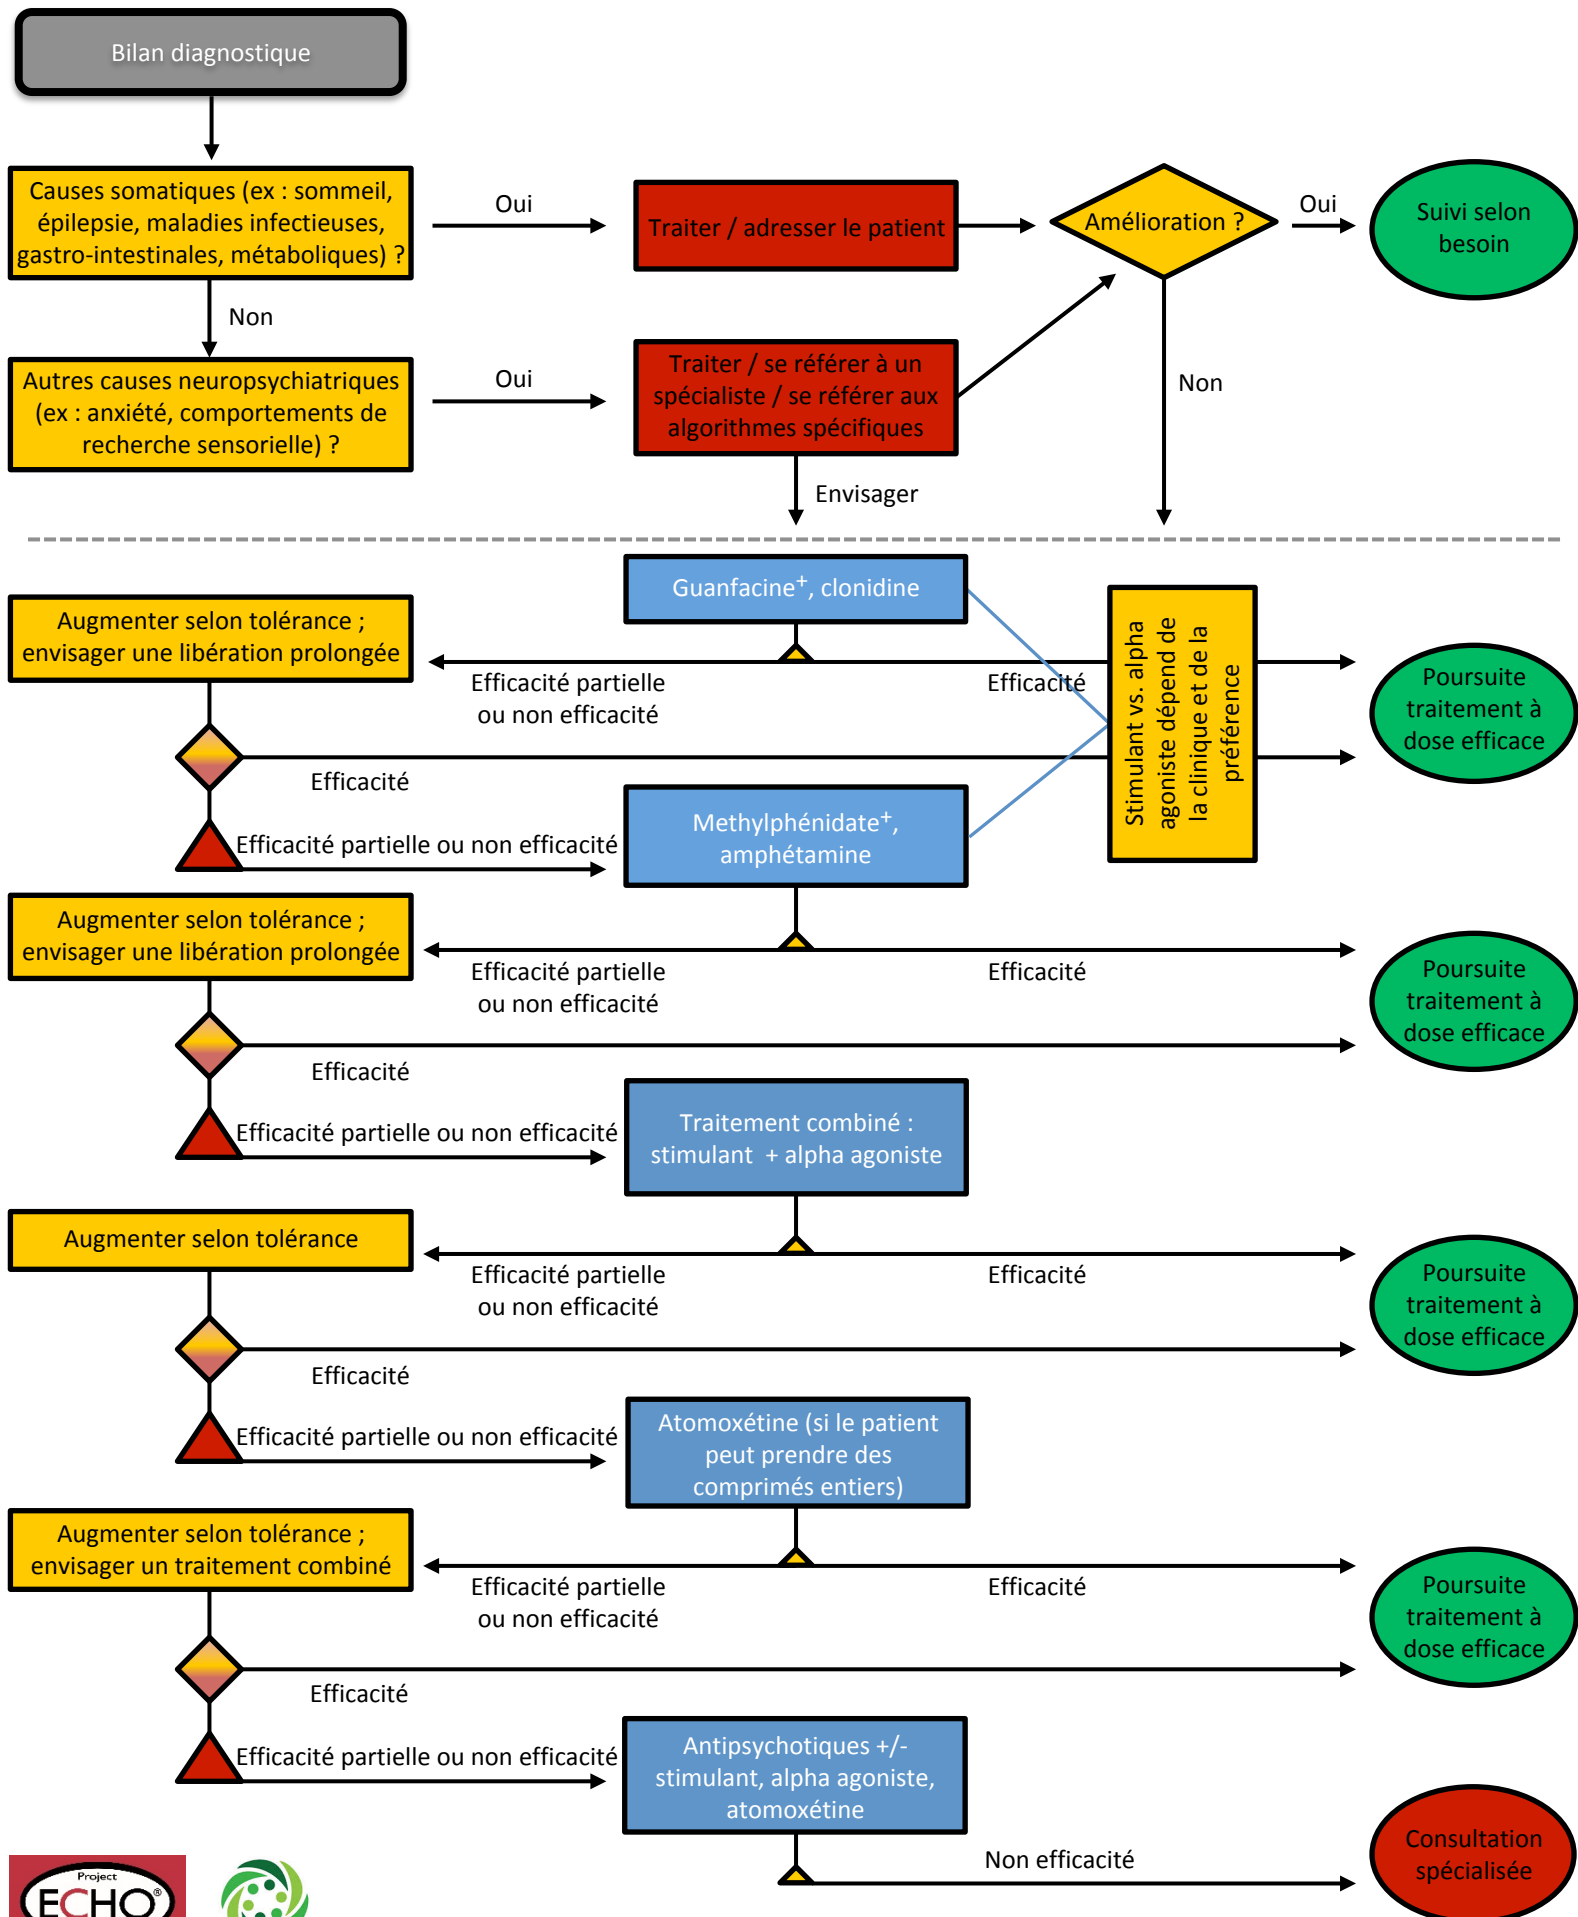 Bilan diagnostique
Causes somatiques (ex : sommeil,
épilepsie, maladies infectieuses,
gastro-intestinales, métaboliques) ?
Oui
Traiter / adresser le patient
Amélioration ?
Oui
Suivi selon
besoin
Non
Autres causes neuropsychiatriques
(ex : anxiété, comportements de
recherche sensorielle) ?
Oui
Traiter / se référer à un
spécialiste / se référer aux
algorithmes spécifiques
Non
Envisager
Guanfacine⁺, clonidine
Augmenter selon tolérance ;
envisager une libération prolongée
Efficacité partielle
ou non efficacité
Efficacité
Stimulant vs. alpha
agoniste dépend de
la clinique et de la
préférence
Poursuite
traitement à
dose efficace
Efficacité
Efficacité partielle ou non efficacité
Methylphénidate⁺,
amphétamine
Augmenter selon tolérance ;
envisager une libération prolongée
Efficacité partielle
ou non efficacité
Efficacité
Poursuite
traitement à
dose efficace
Efficacité
Efficacité partielle ou non efficacité
Traitement combiné :
stimulant + alpha agoniste
Augmenter selon tolérance
Efficacité partielle
ou non efficacité
Efficacité
Poursuite
traitement à
dose efficace
Efficacité
Efficacité partielle ou non efficacité
Atomoxétine (si le patient
peut prendre des
comprimés entiers)
Augmenter selon tolérance ;
envisager un traitement combiné
Efficacité partielle
ou non efficacité
Efficacité
Poursuite
traitement à
dose efficace
Efficacité
Efficacité partielle ou non efficacité
Antipsychotiques +/-
stimulant, alpha agoniste,
atomoxétine
Non efficacité
Consultation
spécialisée
Project
ECHO®